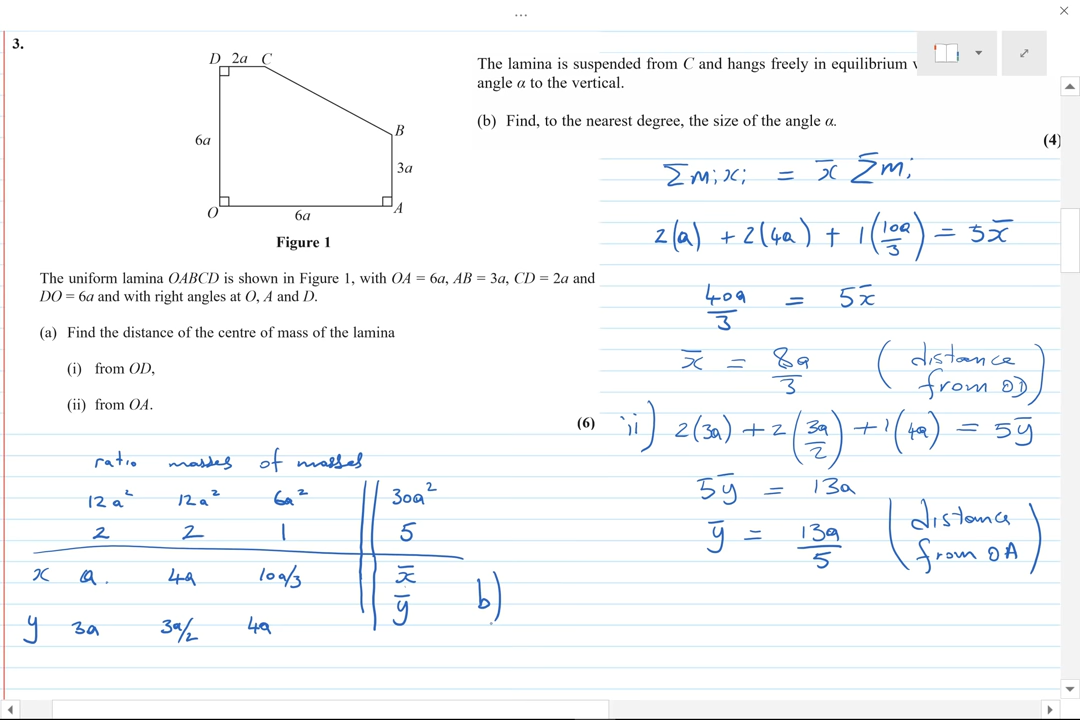 3.
D 2a C
6a
B
3a
O
6a
A
Figure 1
The uniform lamina OABCD is shown in Figure 1, with OA = 6a, AB = 3a, CD = 2a and
DO = 6a and with right angles at O, A and D.
(a) Find the distance of the centre of mass of the lamina
(i) from OD,
(ii) from OA.
(6)
The lamina is suspended from C and hangs freely in equilibrium
angle α to the vertical.
(b) Find, to the nearest degree, the size of the angle α.
(4)
ratio masses of masses
12a² 12a² 6a² 30a²
2 2 1 5
x a. 4a 10a/3 x̄
y 3a 3a/2 4a ȳ
Σ mᵢxᵢ = x̄ Σmᵢ
2(a) + 2(4a) + 1(10a/3) = 5x̄
40a/3 = 5x̄
x̄ = 8a/3 (distance from OD)
ii) 2(3a) + 2(3a/2) + 1(4a) = 5ȳ
5ȳ = 13a
ȳ = 13a/5 (distance from OA)
b)